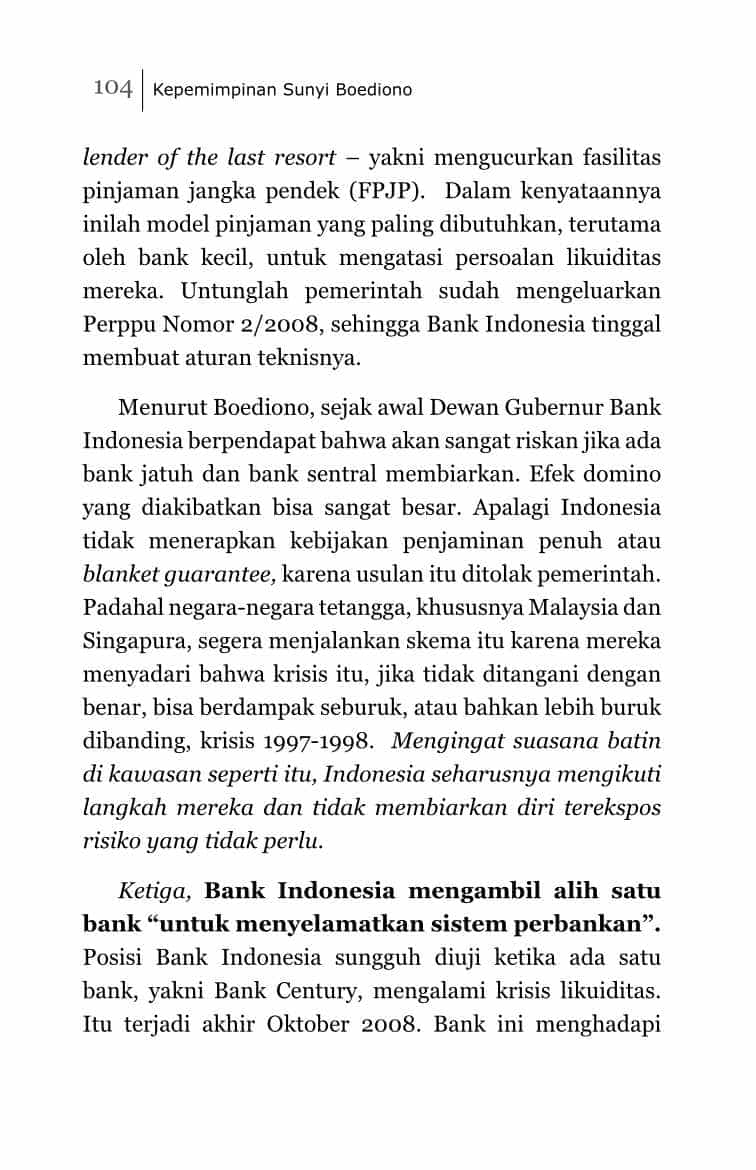 104 Kepemimpinan Sunyi Boediono
lender of the last resort – yakni mengucurkan fasilitas
pinjaman jangka pendek (FPJP).  Dalam kenyataannya
inilah model pinjaman yang paling dibutuhkan, terutama
oleh bank kecil, untuk mengatasi persoalan likuiditas
mereka. Untunglah pemerintah sudah mengeluarkan
Perppu Nomor 2/2008, sehingga Bank Indonesia tinggal
membuat aturan teknisnya.
Menurut Boediono, sejak awal Dewan Gubernur Bank
Indonesia berpendapat bahwa akan sangat riskan jika ada
bank jatuh dan bank sentral membiarkan. Efek domino
yang diakibatkan bisa sangat besar. Apalagi Indonesia
tidak menerapkan kebijakan penjaminan penuh atau
blanket guarantee, karena usulan itu ditolak pemerintah.
Padahal negara-negara tetangga, khususnya Malaysia dan
Singapura, segera menjalankan skema itu karena mereka
menyadari bahwa krisis itu, jika tidak ditangani dengan
benar, bisa berdampak seburuk, atau bahkan lebih buruk
dibanding, krisis 1997-1998.  Mengingat suasana batin
di kawasan seperti itu, Indonesia seharusnya mengikuti
langkah mereka dan tidak membiarkan diri terekspos
risiko yang tidak perlu.
Ketiga, Bank Indonesia mengambil alih satu
bank “untuk menyelamatkan sistem perbankan”.
Posisi Bank Indonesia sungguh diuji ketika ada satu
bank, yakni Bank Century, mengalami krisis likuiditas.
Itu terjadi akhir Oktober 2008. Bank ini menghadapi